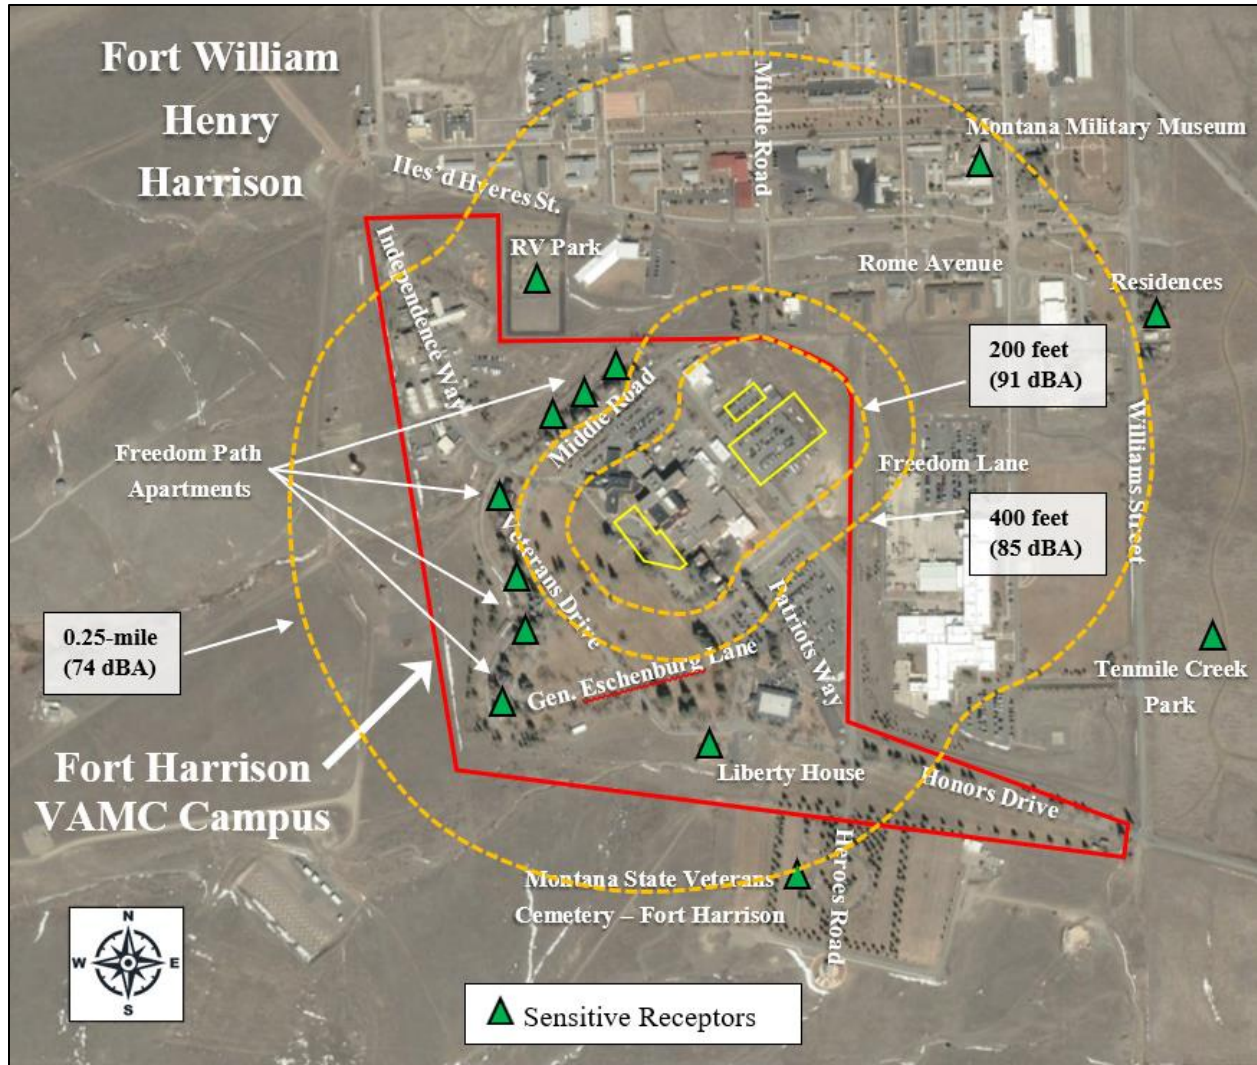 Fort William
Henry
Harrison
Middle Road
Montana Military Museum
IIes’d Hyeres St.
RV Park
Independence Way
Rome Avenue
Residences
200 feet
(91 dBA)
Middle Road
Freedom Path
Apartments
Freedom Lane
Williams Street
400 feet
(85 dBA)
Veterans Drive
Patriots Way
0.25-mile
(74 dBA)
Gen. Eschenburg Lane
Tenmile Creek
Park
Fort Harrison
VAMC Campus
Liberty House
Honors Drive
Heroes Road
Montana State Veterans
Cemetery – Fort Harrison
N
W
E
S
Sensitive Receptors